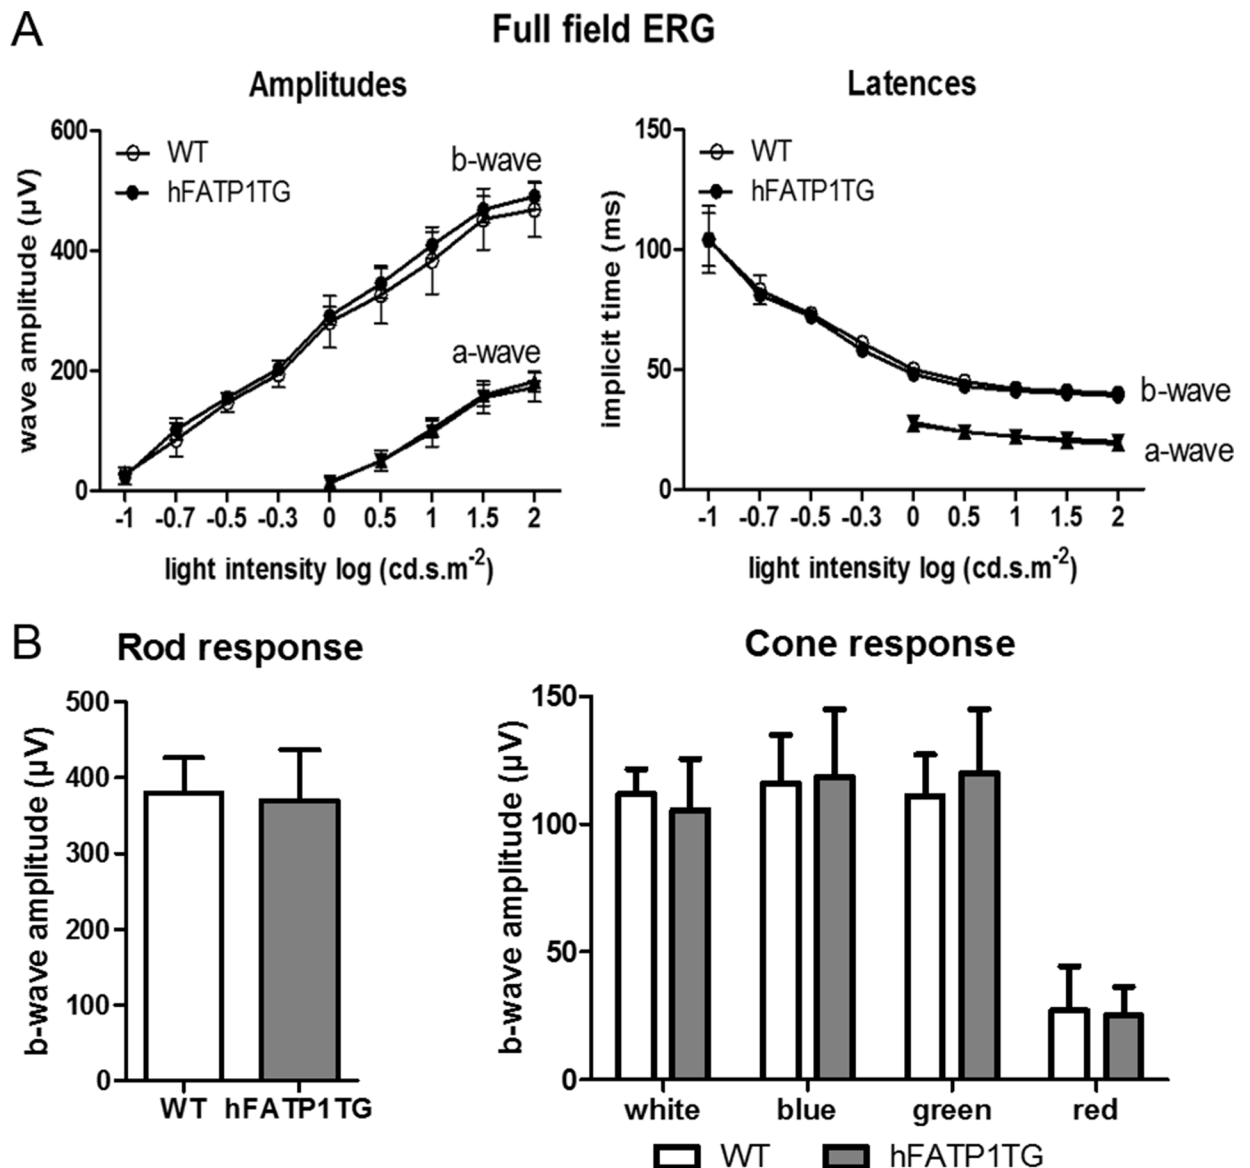 A
Full field ERG
Amplitudes
600
400
200
0
wave amplitude (µV)
WT
hFATP1TG
b-wave
a-wave
-1 -0.7 -0.5 -0.3 0 0.5 1 1.5 2
light intensity log (cd.s.m-2)
Latences
150
100
50
0
implicit time (ms)
WT
hFATP1TG
b-wave
a-wave
-1 -0.7 -0.5 -0.3 0 0.5 1 1.5 2
light intensity log (cd.s.m-2)
B
Rod response
500
400
300
200
100
0
b-wave amplitude (µV)
WT hFATP1TG
Cone response
150
100
50
0
b-wave amplitude (µV)
white blue green red
WT hFATP1TG